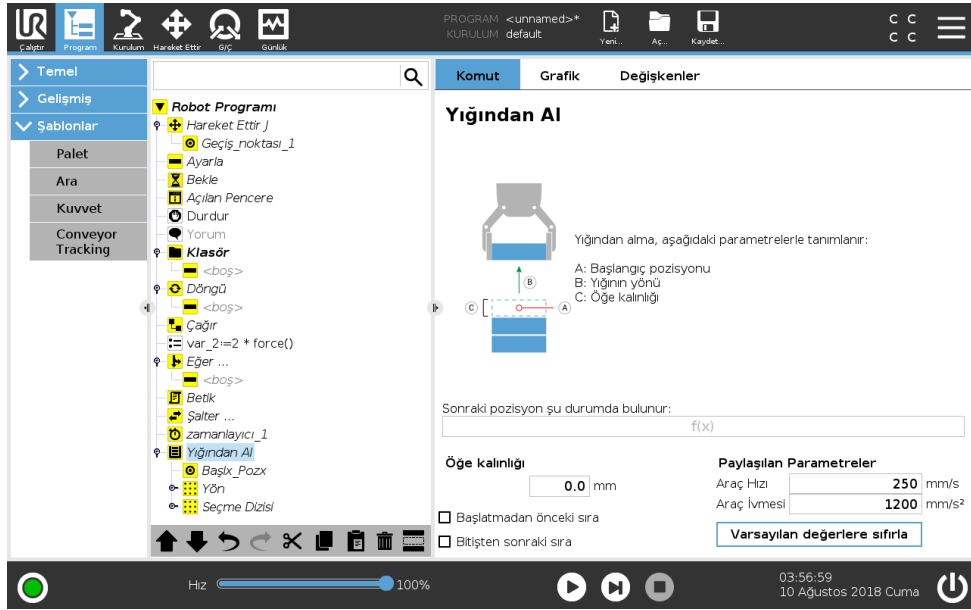 PROGRAM <unnamed>*
KURULUM default
Çalıştır
Program
Kurulum
Hareket Ettir
G/Ç
Günlük
Yeni...
Aç...
Kaydet...
C C
C C
Temel
Gelişmiş
Şablonlar
Palet
Ara
Kuvvet
Conveyor
Tracking
Robot Programı
Hareket Ettir J
Geçiş_noktası_1
Ayarla
Bekle
Açılan Pencere
Durdur
Yorum
Klasör
<boş>
Döngü
<boş>
Çağır
var_2≔2 * force()
Eğer ...
<boş>
Betik
Şalter ...
zamanlayıcı_1
Yığından Al
Başlx_Pozx
Yön
Seçme Dizisi
Komut
Grafik
Değişkenler
Yığından Al
B
C
A
Yığından alma, aşağıdaki parametrelerle tanımlanır:
A: Başlangıç pozisyonu
B: Yığının yönü
C: Öğe kalınlığı
Sonraki pozisyon şu durumda bulunur:
f(x)
Öğe kalınlığı
0.0 mm
Başlatmadan önceki sıra
Bitişten sonraki sıra
Paylaşılan Parametreler
Araç Hızı 250 mm/s
Araç İvmesi 1200 mm/s²
Varsayılan değerlere sıfırla
Hız
100%
03:56:59
10 Ağustos 2018 Cuma